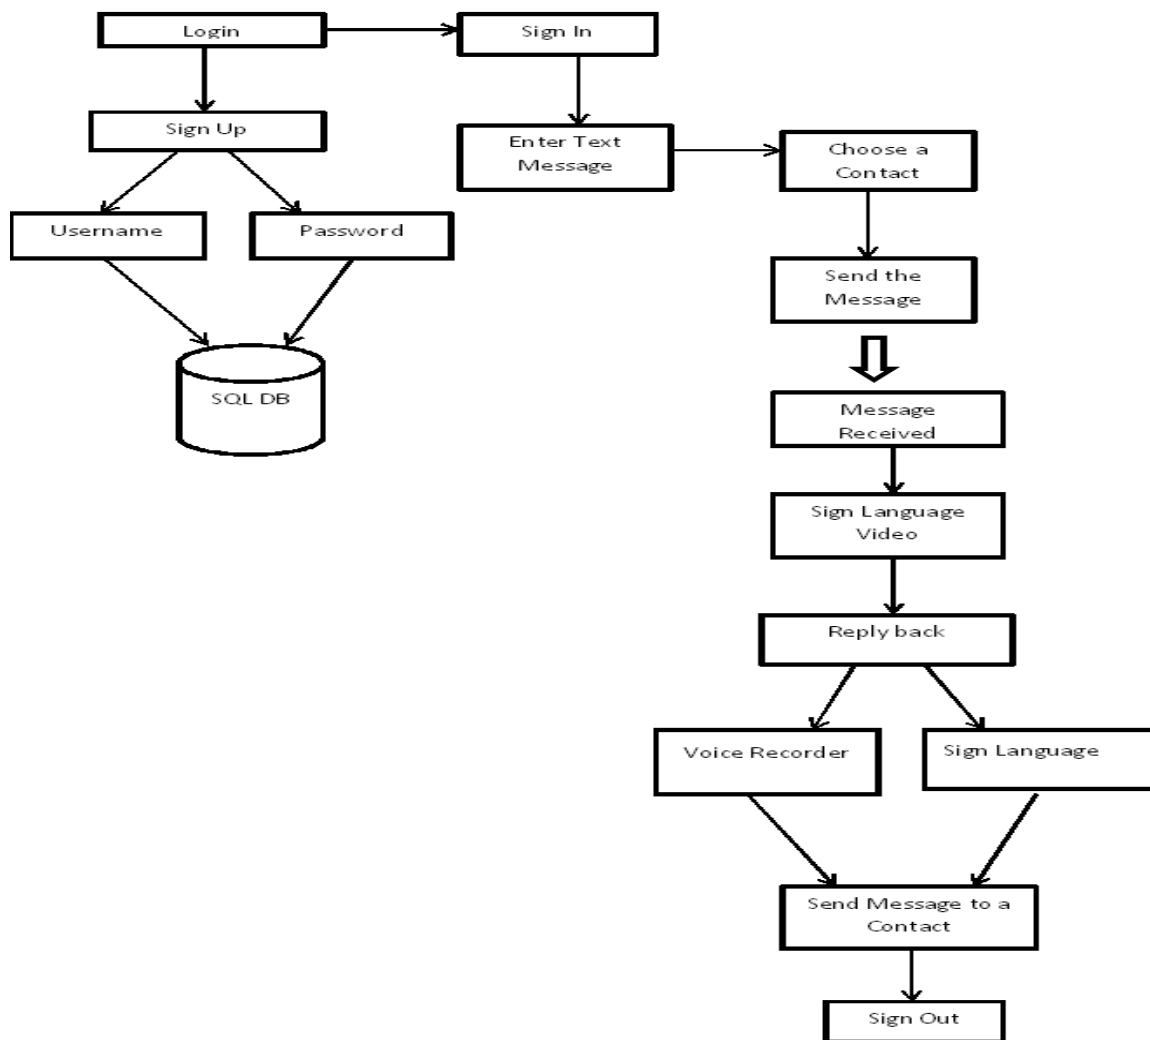 Login
Sign In
Sign Up
Enter Text
Message
Choose a
Contact
Username
Password
Send the
Message
SQL DB
Message
Received
Sign Language
Video
Reply back
Voice Recorder
Sign Language
Send Message to a
Contact
Sign Out